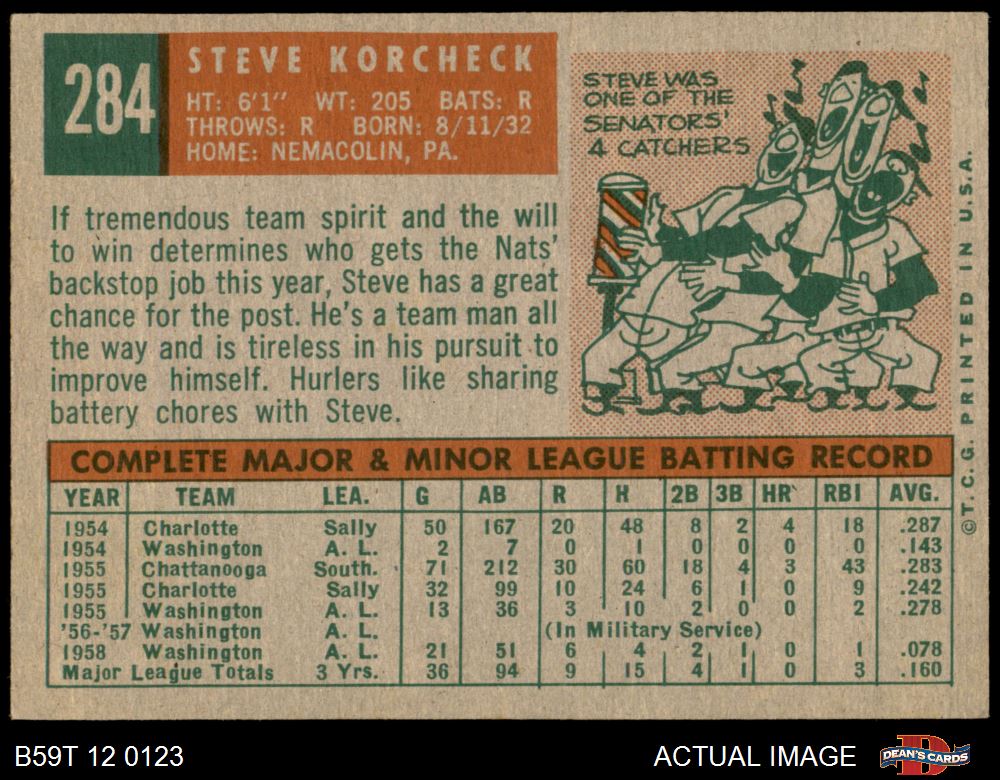 284
STEVE KORCHECK
HT: 6'1" WT: 205 BATS: R
THROWS: R BORN: 8/11/32
HOME: NEMACOLIN, PA.
STEVE WAS
ONE OF THE
SENATORS'
4 CATCHERS
If tremendous team spirit and the will
to win determines who gets the Nats'
backstop job this year, Steve has a great
chance for the post. He's a team man all
the way and is tireless in his pursuit to
improve himself. Hurlers like sharing
battery chores with Steve.
COMPLETE MAJOR & MINOR LEAGUE BATTING RECORD
YEAR TEAM LEA. G AB R H 2B 3B HR RBI AVG.
1954 Charlotte Sally 50 167 20 48 8 2 4 18 .287
1954 Washington A. L. 2 7 0 1 0 0 0 0 .143
1955 Chattanooga South. 71 212 30 60 18 4 3 43 .283
1955 Charlotte Sally 32 99 10 24 6 1 0 9 .242
1955 Washington A. L. 13 36 3 10 2 0 0 2 .278
'56-'57 Washington A. L. (In Military Service)
1958 Washington A. L. 21 51 6 4 2 1 0 1 .078
Major League Totals 3 Yrs. 36 94 9 15 4 1 0 3 .160
©T.C.G. PRINTED IN U.S.A.
B59T 12 0123
ACTUAL IMAGE
D
DEAN'S CARDS